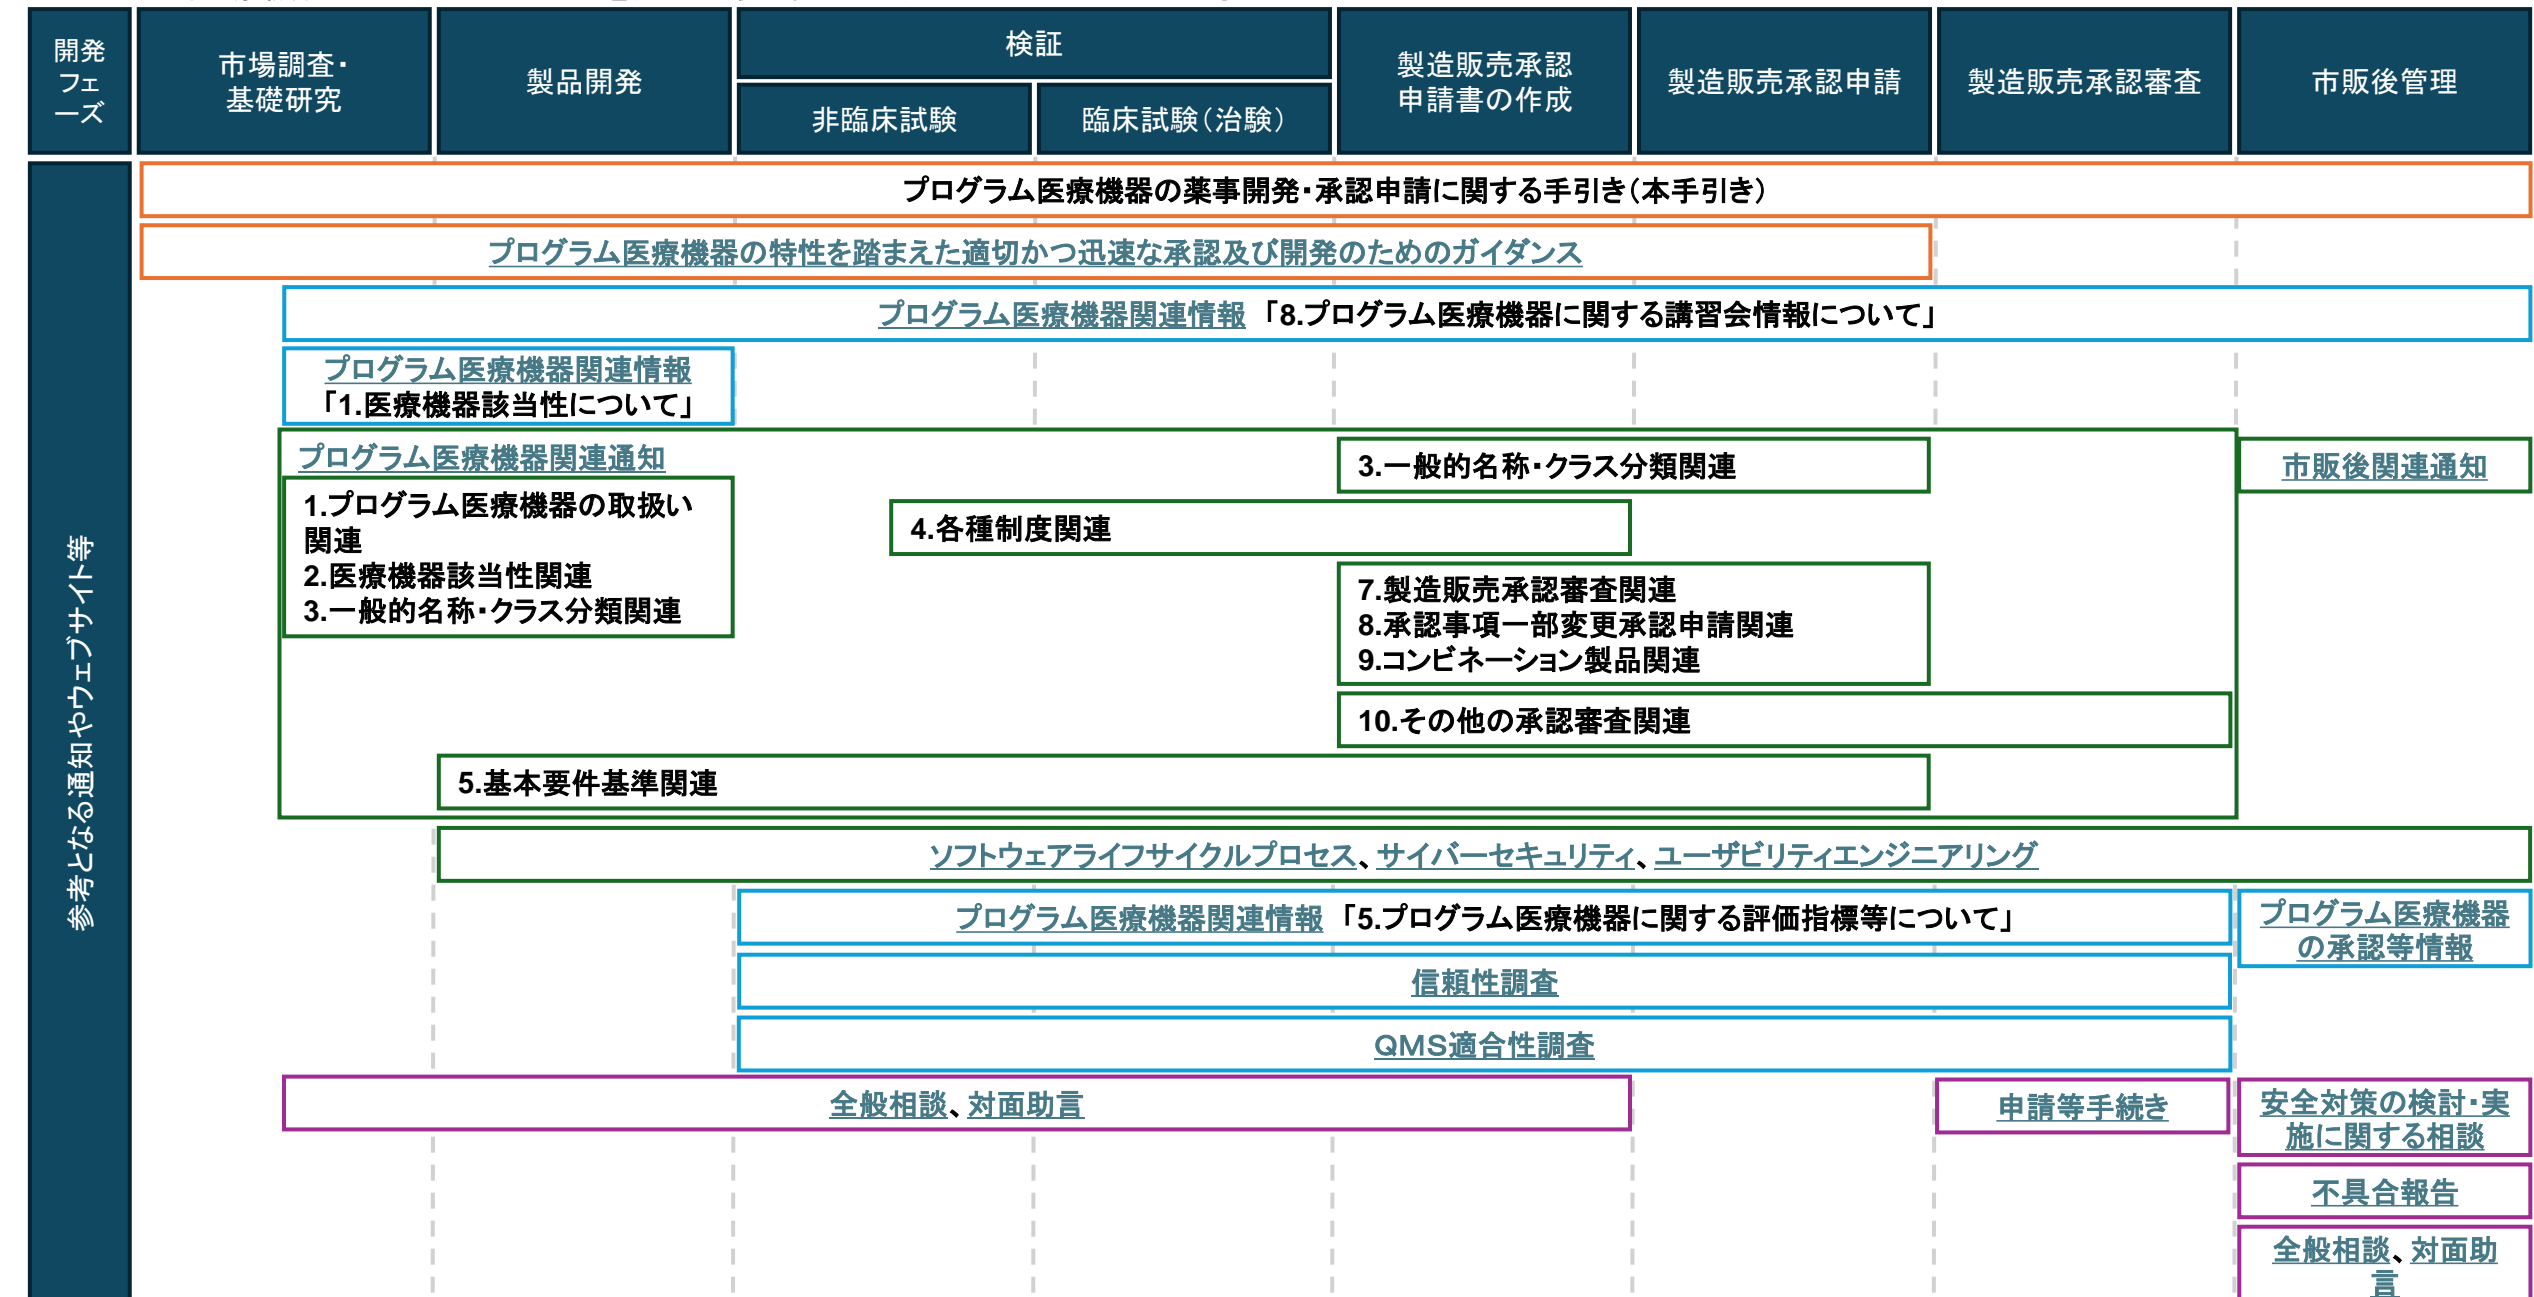 開発
フェ
ーズ
市場調査・
基礎研究
製品開発
検証
非臨床試験
臨床試験（治験）
製造販売承認
申請書の作成
製造販売承認申請
製造販売承認審査
市販後管理
参考となる通知やウェブサイト等
プログラム医療機器の薬事開発・承認申請に関する手引き（本手引き）
プログラム医療機器の特性を踏まえた適切かつ迅速な承認及び開発のためのガイダンス
プログラム医療機器関連情報 「8.プログラム医療機器に関する講習会情報について」
プログラム医療機器関連情報
「1.医療機器該当性について」
プログラム医療機器関連通知
1.プログラム医療機器の取扱い
関連
2.医療機器該当性関連
3.一般的名称・クラス分類関連
3.一般的名称・クラス分類関連
市販後関連通知
4.各種制度関連
7.製造販売承認審査関連
8.承認事項一部変更承認申請関連
9.コンビネーション製品関連
10.その他の承認審査関連
5.基本要件基準関連
ソフトウェアライフサイクルプロセス、サイバーセキュリティ、ユーザビリティエンジニアリング
プログラム医療機器関連情報 「5.プログラム医療機器に関する評価指標等について」
プログラム医療機器
の承認等情報
信頼性調査
QMS適合性調査
全般相談、対面助言
申請等手続き
安全対策の検討・実
施に関する相談
不具合報告
全般相談、対面助
言